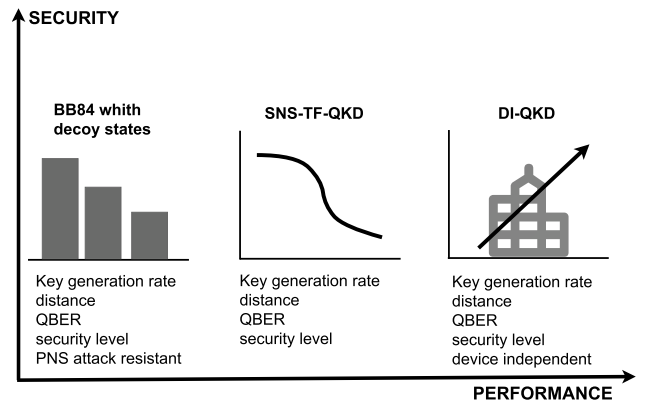 SECURITY
BB84 whith
decoy states
SNS-TF-QKD
DI-QKD
Key generation rate
distance
QBER
security level
PNS attack resistant
Key generation rate
distance
QBER
security level
Key generation rate
distance
QBER
security level
device independent
PERFORMANCE